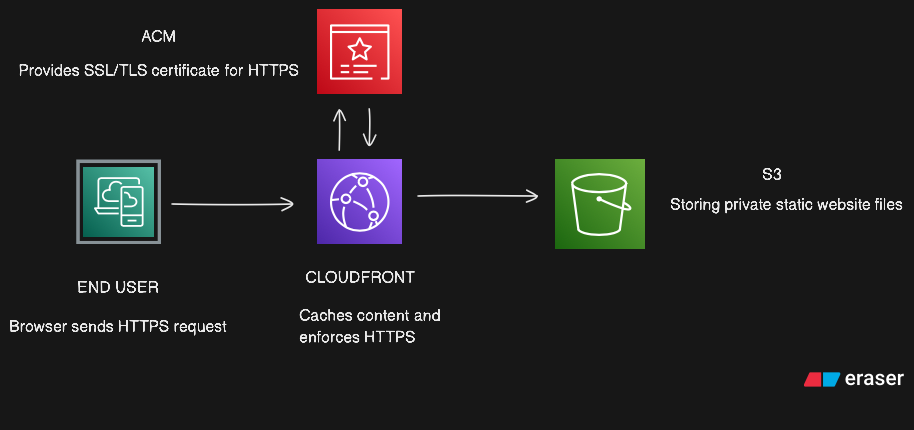 ACM
Provides SSL/TLS certificate for HTTPS
S3
Storing private static website files
END USER
Browser sends HTTPS request
CLOUDFRONT
Caches content and
enforces HTTPS
eraser